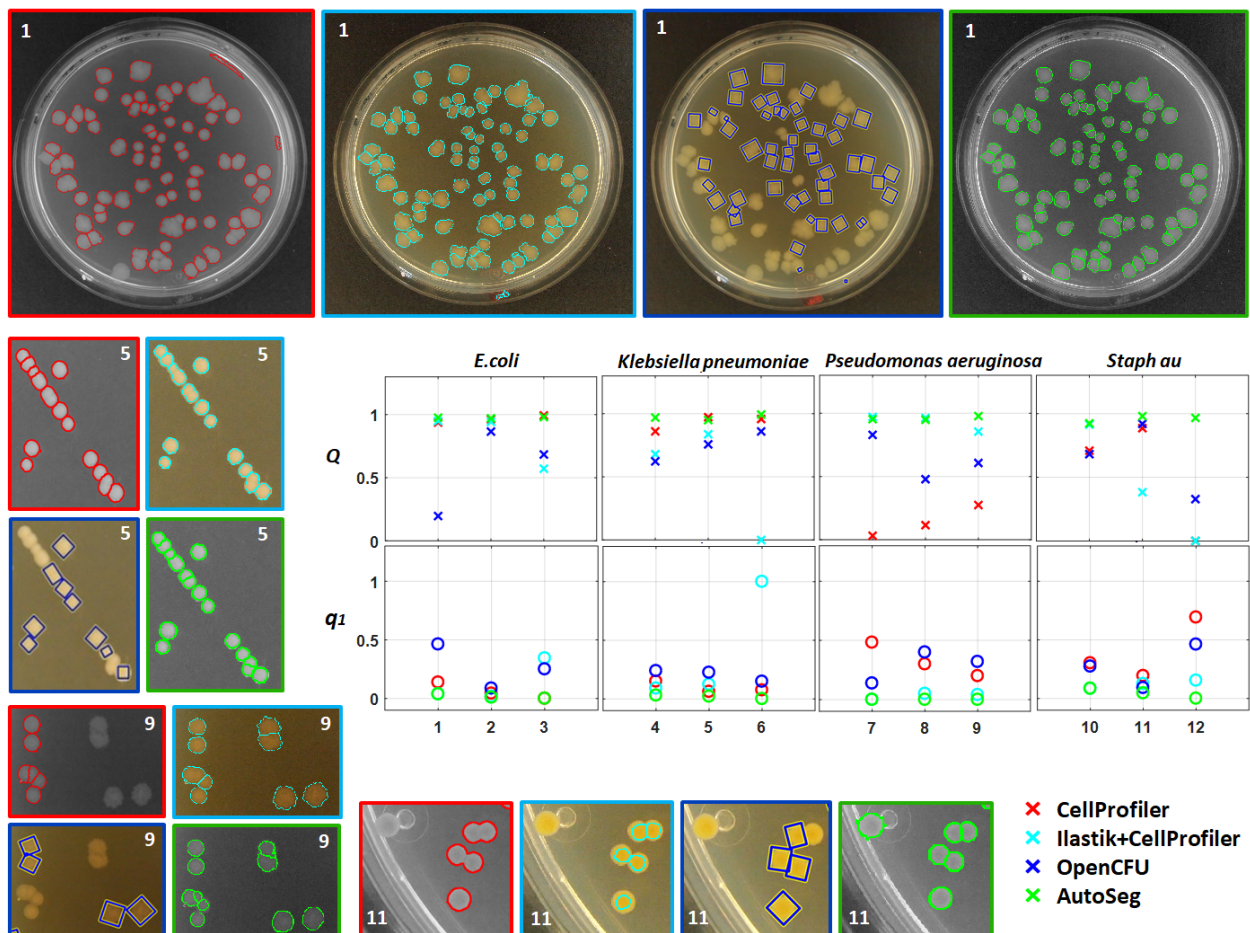 1 1 1 1
5 5
E.coli Klebsiella pneumoniae Pseudomonas aeruginosa Staph au
1
Q 0.5
0
5 5
1
q1 0.5
0
1 2 3 4 5 6 7 8 9 10 11 12
9 9
CellProfiler
Ilastik+CellProfiler
OpenCFU
AutoSeg
9 9
11 11 11 11